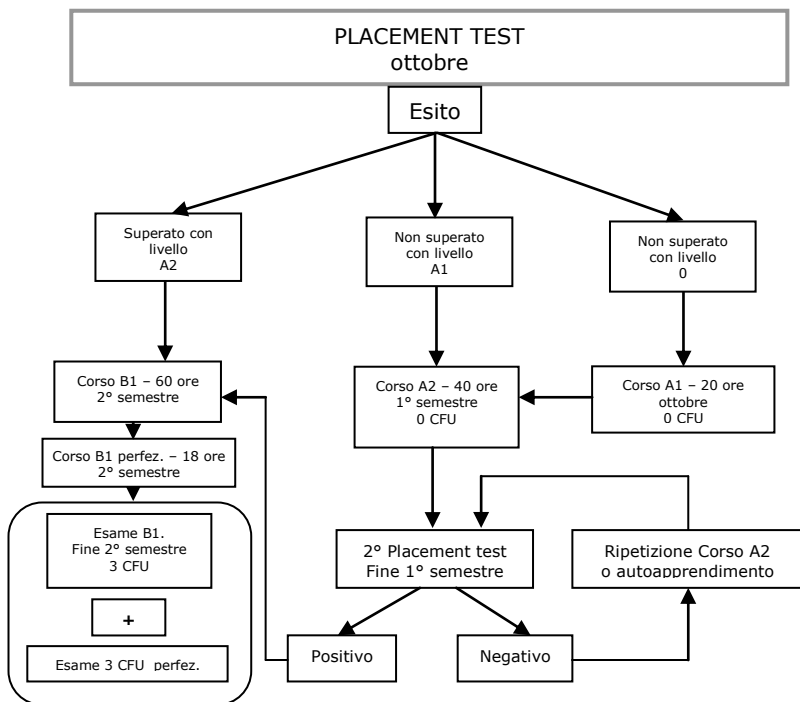 PLACEMENT TEST
ottobre
Esito
Superato con
livello
A2
Non superato
con livello
A1
Non superato
con livello
0
Corso B1 – 60 ore
2° semestre
Corso A2 – 40 ore
1° semestre
0 CFU
Corso A1 – 20 ore
ottobre
0 CFU
Corso B1 perfez. – 18 ore
2° semestre
Esame B1.
Fine 2° semestre
3 CFU
2° Placement test
Fine 1° semestre
Ripetizione Corso A2
o autoapprendimento
+
Positivo
Negativo
Esame 3 CFU perfez.